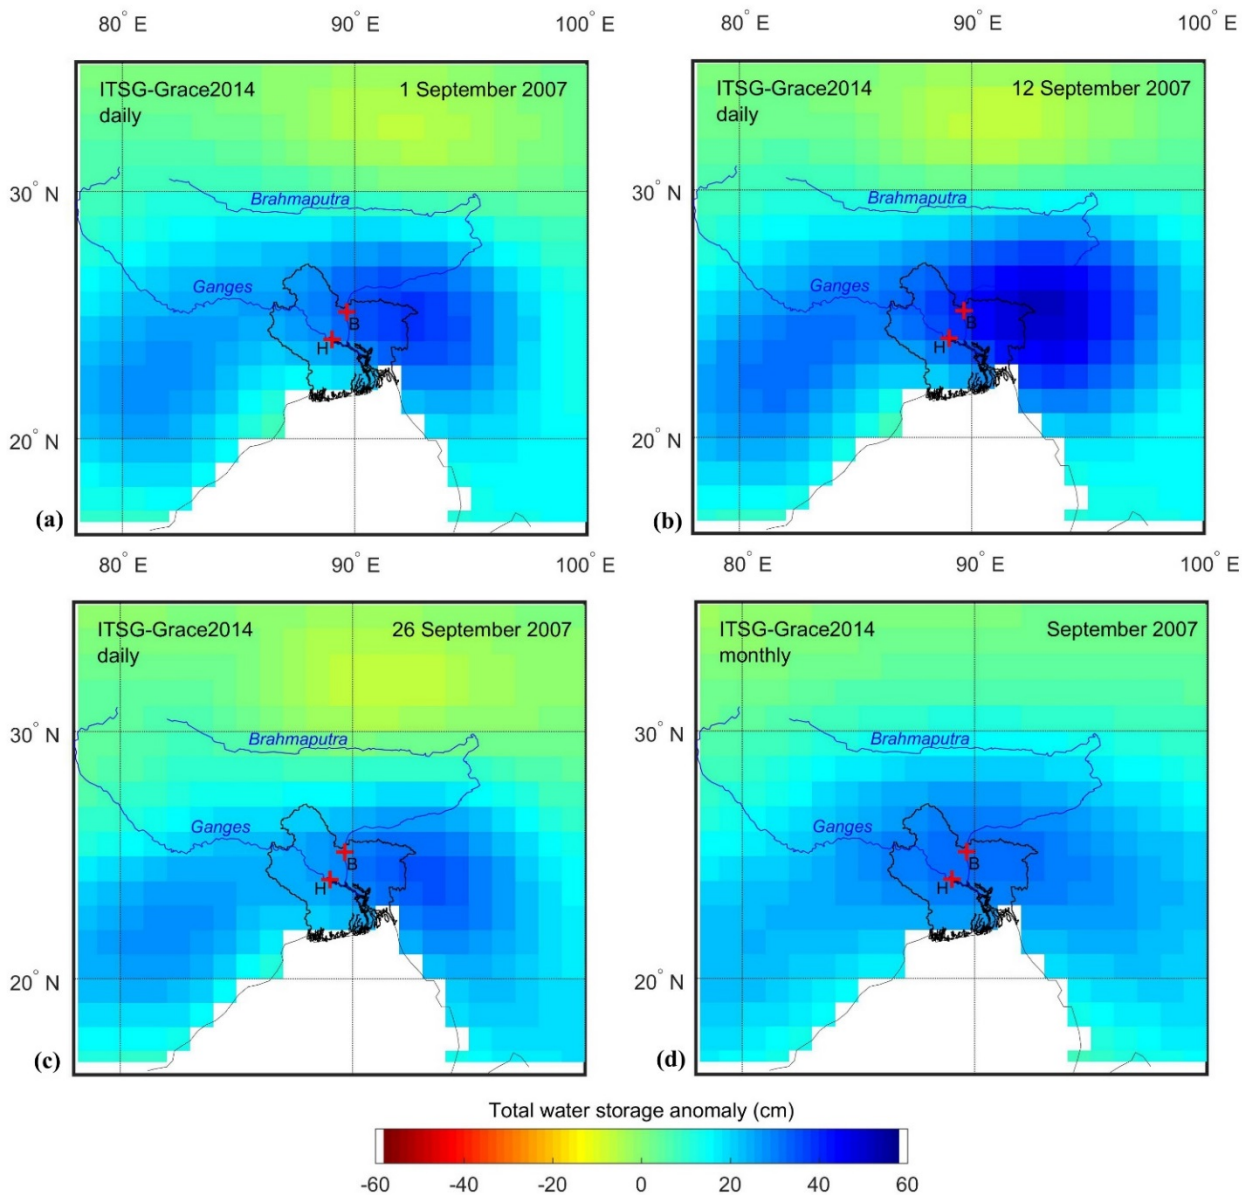 80° E 90° E 100° E
80° E 90° E 100° E
ITSG-Grace2014 1 September 2007
daily
30° N
Brahmaputra
Ganges
B
H
20° N
(a)
ITSG-Grace2014 12 September 2007
daily
30° N
Brahmaputra
Ganges
B
H
20° N
(b)
80° E 90° E 100° E
80° E 90° E 100° E
ITSG-Grace2014 26 September 2007
daily
30° N
Brahmaputra
Ganges
B
H
20° N
(c)
ITSG-Grace2014 September 2007
monthly
30° N
Brahmaputra
Ganges
B
H
20° N
(d)
Total water storage anomaly (cm)
-60 -40 -20 0 20 40 60